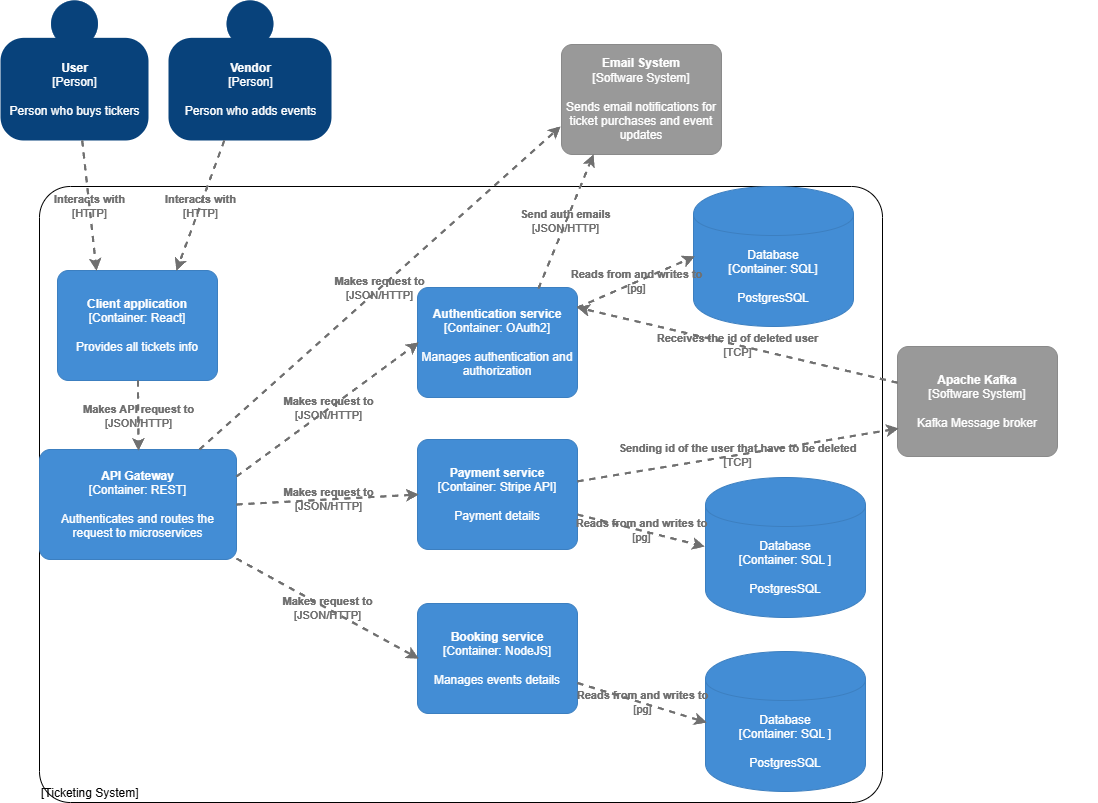 User
[Person]
Person who buys tickers
Vendor
[Person]
Person who adds events
Email System
[Software System]
Sends email notifications for
ticket purchases and event
updates
Interacts with
[HTTP]
Interacts with
[HTTP]
Send auth emails
[JSON/HTTP]
Database
[Container: SQL]
PostgresSQL
Reads from and writes to
[pg]
Makes request to
[JSON/HTTP]
Client application
[Container: React]
Provides all tickets info
Authentication service
[Container: OAuth2]
Manages authentication and
authorization
Receives the id of deleted user
[TCP]
Apache Kafka
[Software System]
Kafka Message broker
Makes API request to
[JSON/HTTP]
Makes request to
[JSON/HTTP]
Sending id of the user that have to be deleted
[TCP]
API Gateway
[Container: REST]
Authenticates and routes the
request to microservices
Makes request to
[JSON/HTTP]
Payment service
[Container: Stripe API]
Payment details
Reads from and writes to
[pg]
Database
[Container: SQL ]
PostgresSQL
Makes request to
[JSON/HTTP]
Booking service
[Container: NodeJS]
Manages events details
Reads from and writes to
[pg]
Database
[Container: SQL ]
PostgresSQL
[Ticketing System]